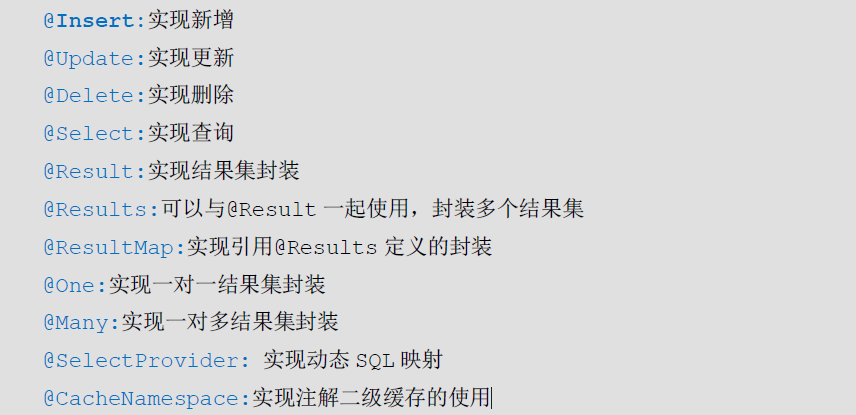 @Insert:实现新增
@Update:实现更新
@Delete:实现删除
@Select:实现查询
@Result:实现结果集封装
@Results:可以与@Result 一起使用，封装多个结果集
@ResultMap:实现引用@Results 定义的封装
@One:实现一对一结果集封装
@Many:实现一对多结果集封装
@SelectProvider: 实现动态 SQL 映射
@CacheNamespace:实现注解二级缓存的使用